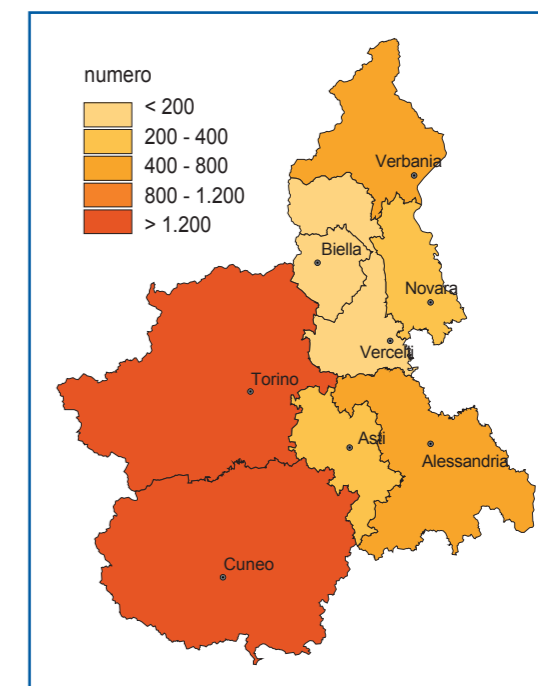 numero
< 200
200 - 400
400 - 800
800 - 1.200
> 1.200
Verbania
Biella
Novara
Vercelli
Torino
Asti
Alessandria
Cuneo